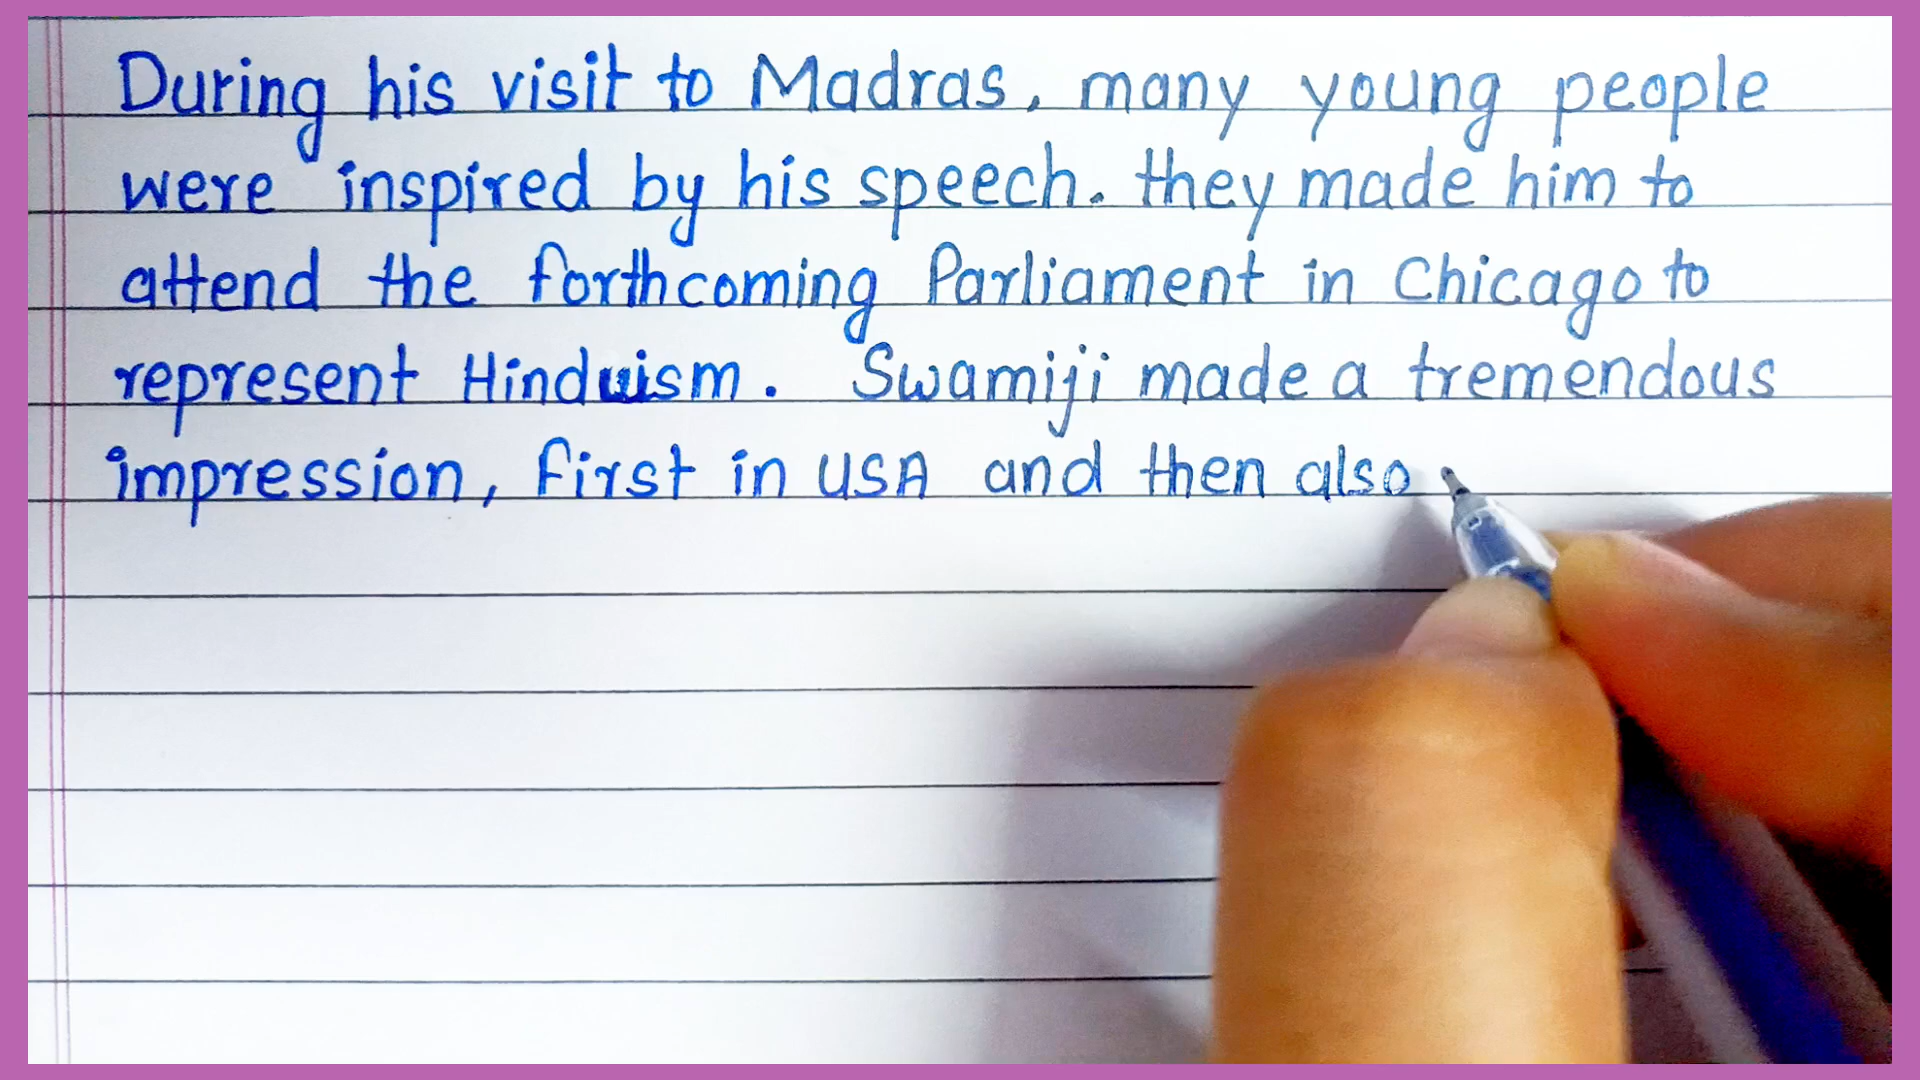 During his visit to Madras, many young people
were inspired by his speech. they made him to
attend the forthcoming Parliament in Chicago to
represent Hinduism. Swamiji made a tremendous
impression, first in USA and then also